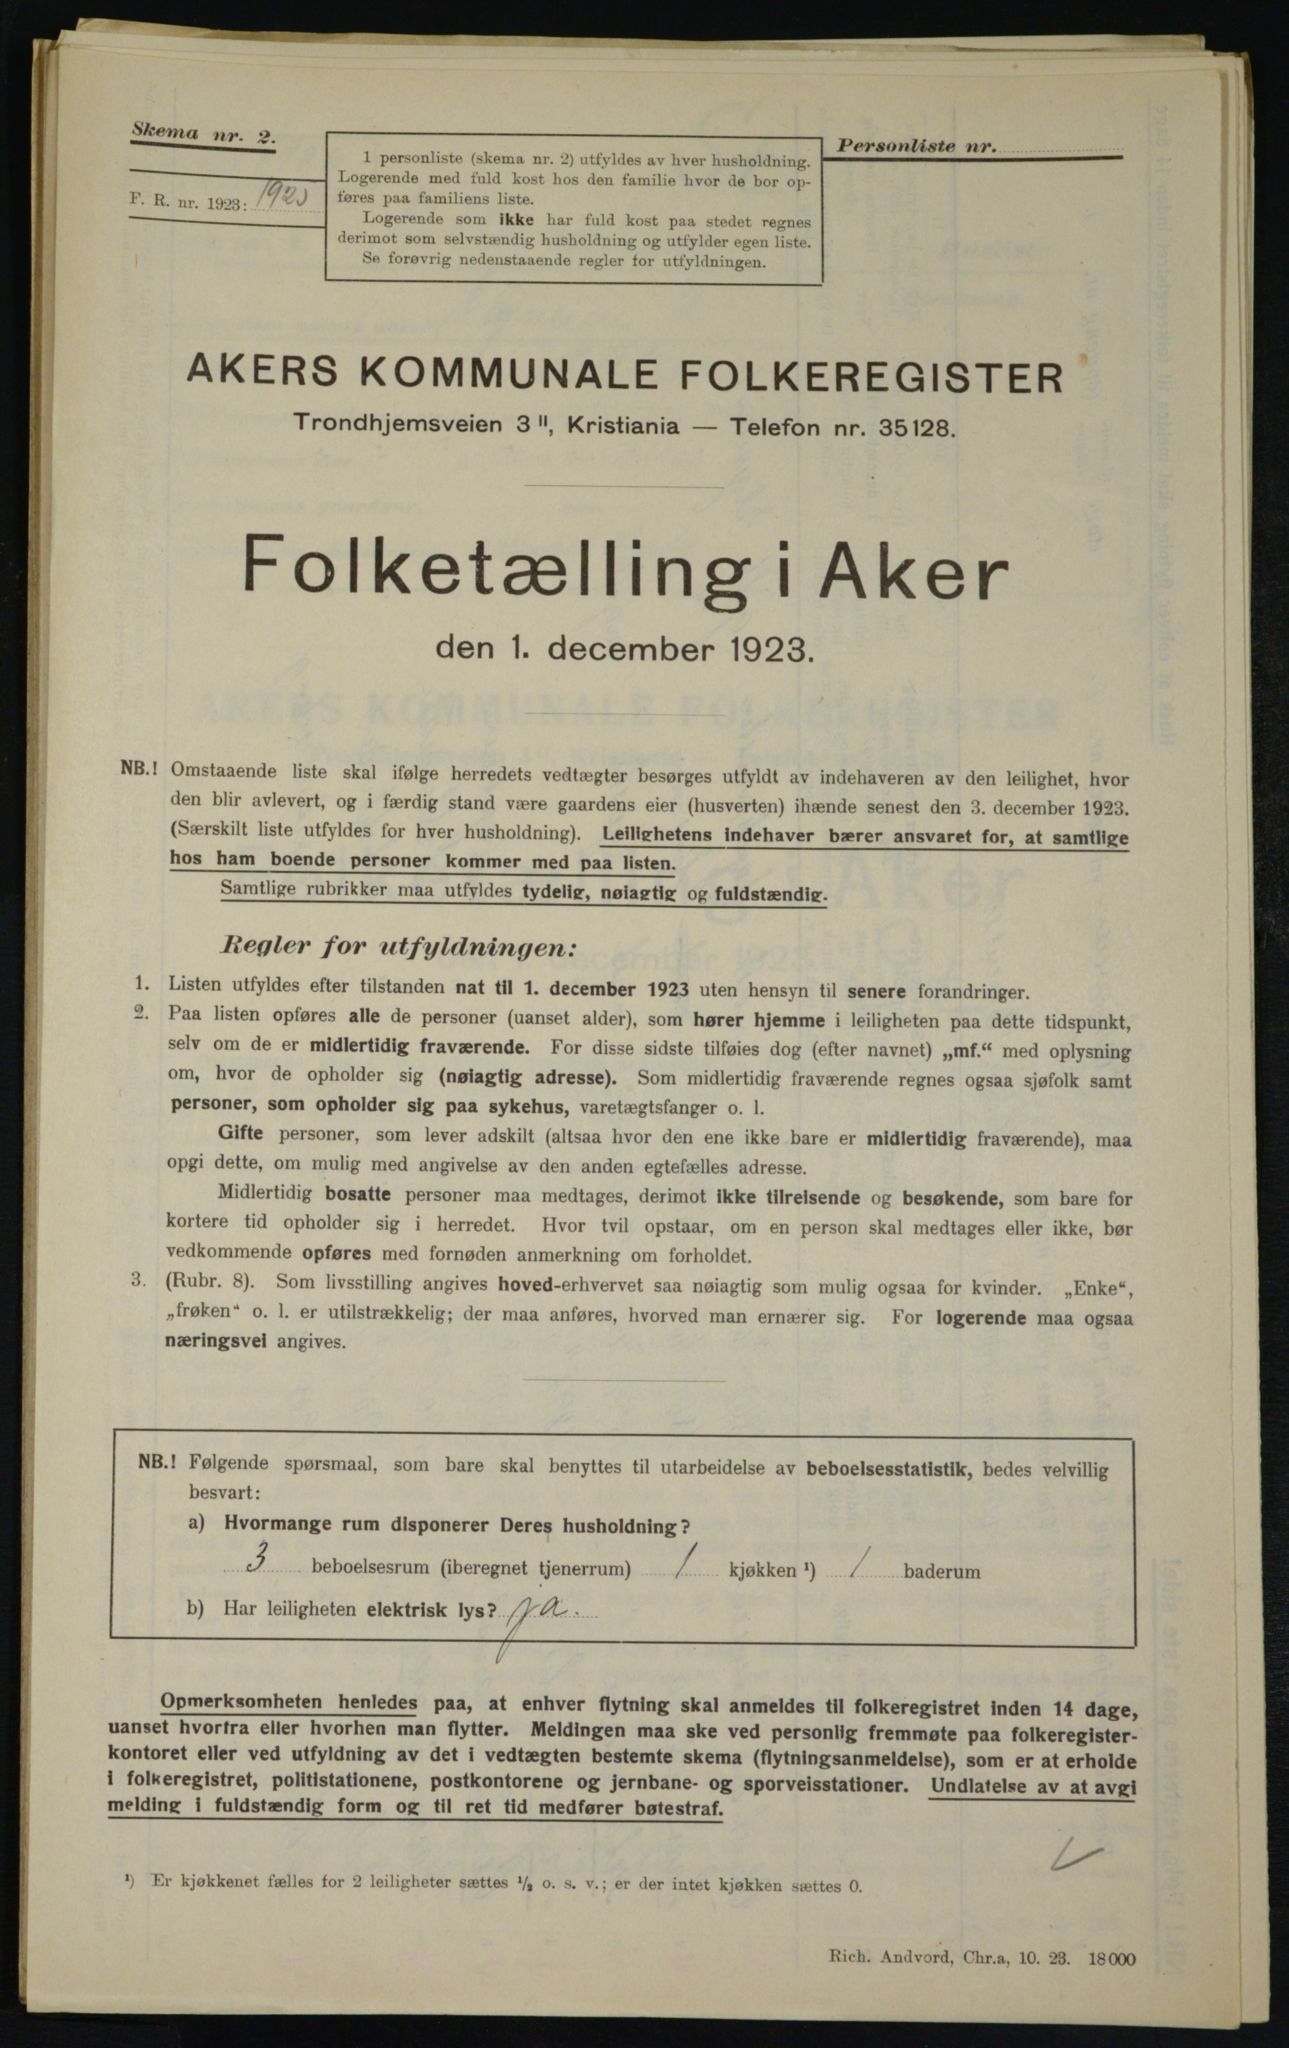 Skema nr. 2.
F. R. nr. 1923: 1923
1 personliste (skema nr. 2) utfyldes av hver husholdning.
Logerende med fuld kost hos den familie hvor de bor op-
føres paa familiens liste.
Logerende som ikke har fuld kost paa stedet regnes
derimot som selvstændig husholdning og utfylder egen liste.
Se forøvrig nedenstaaende regler for utfyldningen.
Personliste nr.
AKERS KOMMUNALE FOLKEREGISTER
Trondhjemsveien 3 II, Kristiania — Telefon nr. 35128.
Folketælling i Aker
den 1. december 1923.
NB.! Omstaaende liste skal ifølge herredets vedtægter besørges utfyldt av indehaveren av den leilighet, hvor
den blir avlevert, og i færdig stand være gaardens eier (husverten) ihænde senest den 3. december 1923.
(Særskilt liste utfyldes for hver husholdning). Leilighetens indehaver bærer ansvaret for, at samtlige
hos ham boende personer kommer med paa listen.
Samtlige rubrikker maa utfyldes tydelig, nøiagtig og fuldstændig.
Regler for utfyldningen:
1. Listen utfyldes efter tilstanden nat til 1. december 1923 uten hensyn til senere forandringer.
2. Paa listen opføres alle de personer (uanset alder), som hører hjemme i leiligheten paa dette tidspunkt,
selv om de er midlertidig fraværende. For disse sidste tilføies dog (efter navnet) „mf.“ med oplysning
om, hvor de opholder sig (nøiagtig adresse). Som midlertidig fraværende regnes ogsaa sjøfolk samt
personer, som opholder sig paa sykehus, varetægtsfanger o. l.
Gifte personer, som lever adskilt (altsaa hvor den ene ikke bare er midlertidig fraværende), maa
opgi dette, om mulig med angivelse av den anden egtefælles adresse.
Midlertidig bosatte personer maa medtages, derimot ikke tilreisende og besøkende, som bare for
kortere tid opholder sig i herredet. Hvor tvil opstaar, om en person skal medtages eller ikke, bør
vedkommende opføres med fornøden anmerkning om forholdet.
3. (Rubr. 8). Som livsstilling angives hoved-erhvervet saa nøiagtig som mulig ogsaa for kvinder. „Enke“,
„frøken“ o. l. er utilstrækkelig; der maa anføres, hvorved man ernærer sig. For logerende maa ogsaa
næringsvei angives.
NB.! Følgende spørsmaal, som bare skal benyttes til utarbeidelse av beboelsesstatistik, bedes velvillig
besvart:
a) Hvormange rum disponerer Deres husholdning?
3 beboelsesrum (iberegnet tjenerrum) 1 kjøkken ¹) 1 baderum
b) Har leiligheten elektrisk lys? ja.
Opmerksomheten henledes paa, at enhver flytning skal anmeldes til folkeregistret inden 14 dage,
uanset hvorfra eller hvorhen man flytter. Meldingen maa ske ved personlig fremmøte paa folkeregister-
kontoret eller ved utfyldning av det i vedtægten bestemte skema (flytningsanmeldelse), som er at erholde
i folkeregistret, politistationene, postkontorene og jernbane- og sporveisstationer. Undlatelse av at avgi
melding i fuldstændig form og til ret tid medfører bøtestraf.
¹) Er kjøkkenet fælles for 2 leiligheter sættes ½ o. s. v.; er der intet kjøkken sættes 0.
Rich. Andvord, Chr.a, 10. 23. 18000